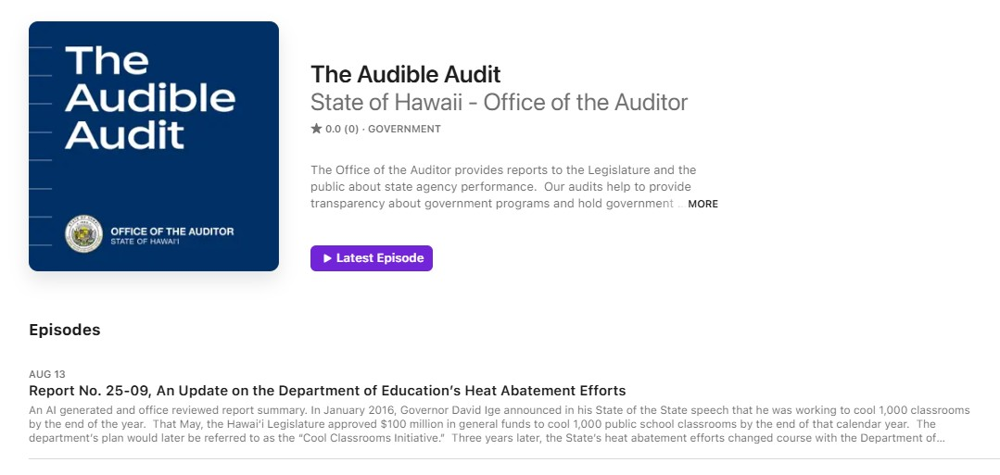 The
Audible
Audit
OFFICE OF THE AUDITOR
STATE OF HAWAI'I
The Audible Audit
State of Hawaii - Office of the Auditor
★ 0.0 (0) · GOVERNMENT
The Office of the Auditor provides reports to the Legislature and the
public about state agency performance.  Our audits help to provide
transparency about government programs and hold government ... MORE
Latest Episode
Episodes
AUG 13
Report No. 25-09, An Update on the Department of Education’s Heat Abatement Efforts
An AI generated and office reviewed report summary. In January 2016, Governor David Ige announced in his State of the State speech that he was working to cool 1,000 classrooms
by the end of the year.  That May, the Hawai‘i Legislature approved $100 million in general funds to cool 1,000 public school classrooms by the end of that calendar year.  The
department’s plan would later be referred to as the “Cool Classrooms Initiative.”  Three years later, the State’s heat abatement efforts changed course with the Department of...